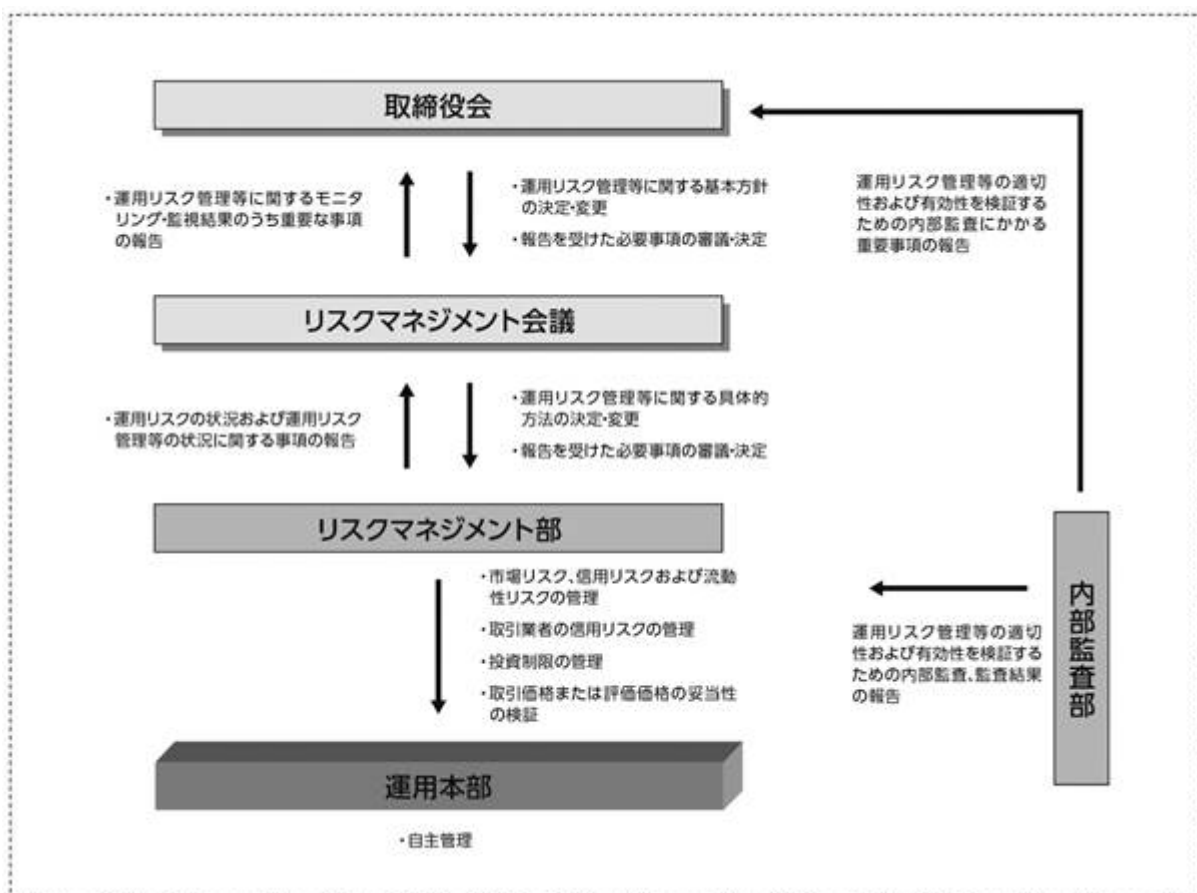 取締役会
・運用リスク管理等に関するモニタ
リング・監視結果のうち重要な事項
の報告
・運用リスク管理等に関する基本方針
の決定・変更
・報告を受けた必要事項の審議・決定
運用リスク管理等の適切
性および有効性を検証する
ための内部監査にかかる
重要事項の報告
リスクマネジメント会議
・運用リスクの状況および運用リスク
管理等の状況に関する事項の報告
・運用リスク管理等に関する具体的
方法の決定・変更
・報告を受けた必要事項の審議・決定
リスクマネジメント部
・市場リスク、信用リスクおよび流動
性リスクの管理
・取引業者の信用リスクの管理
・投資制限の管理
・取引価格または評価価格の妥当性
の検証
運用リスク管理等の適切
性および有効性を検証する
ための内部監査、監査結果
の報告
内部監査部
運用本部
・自主管理